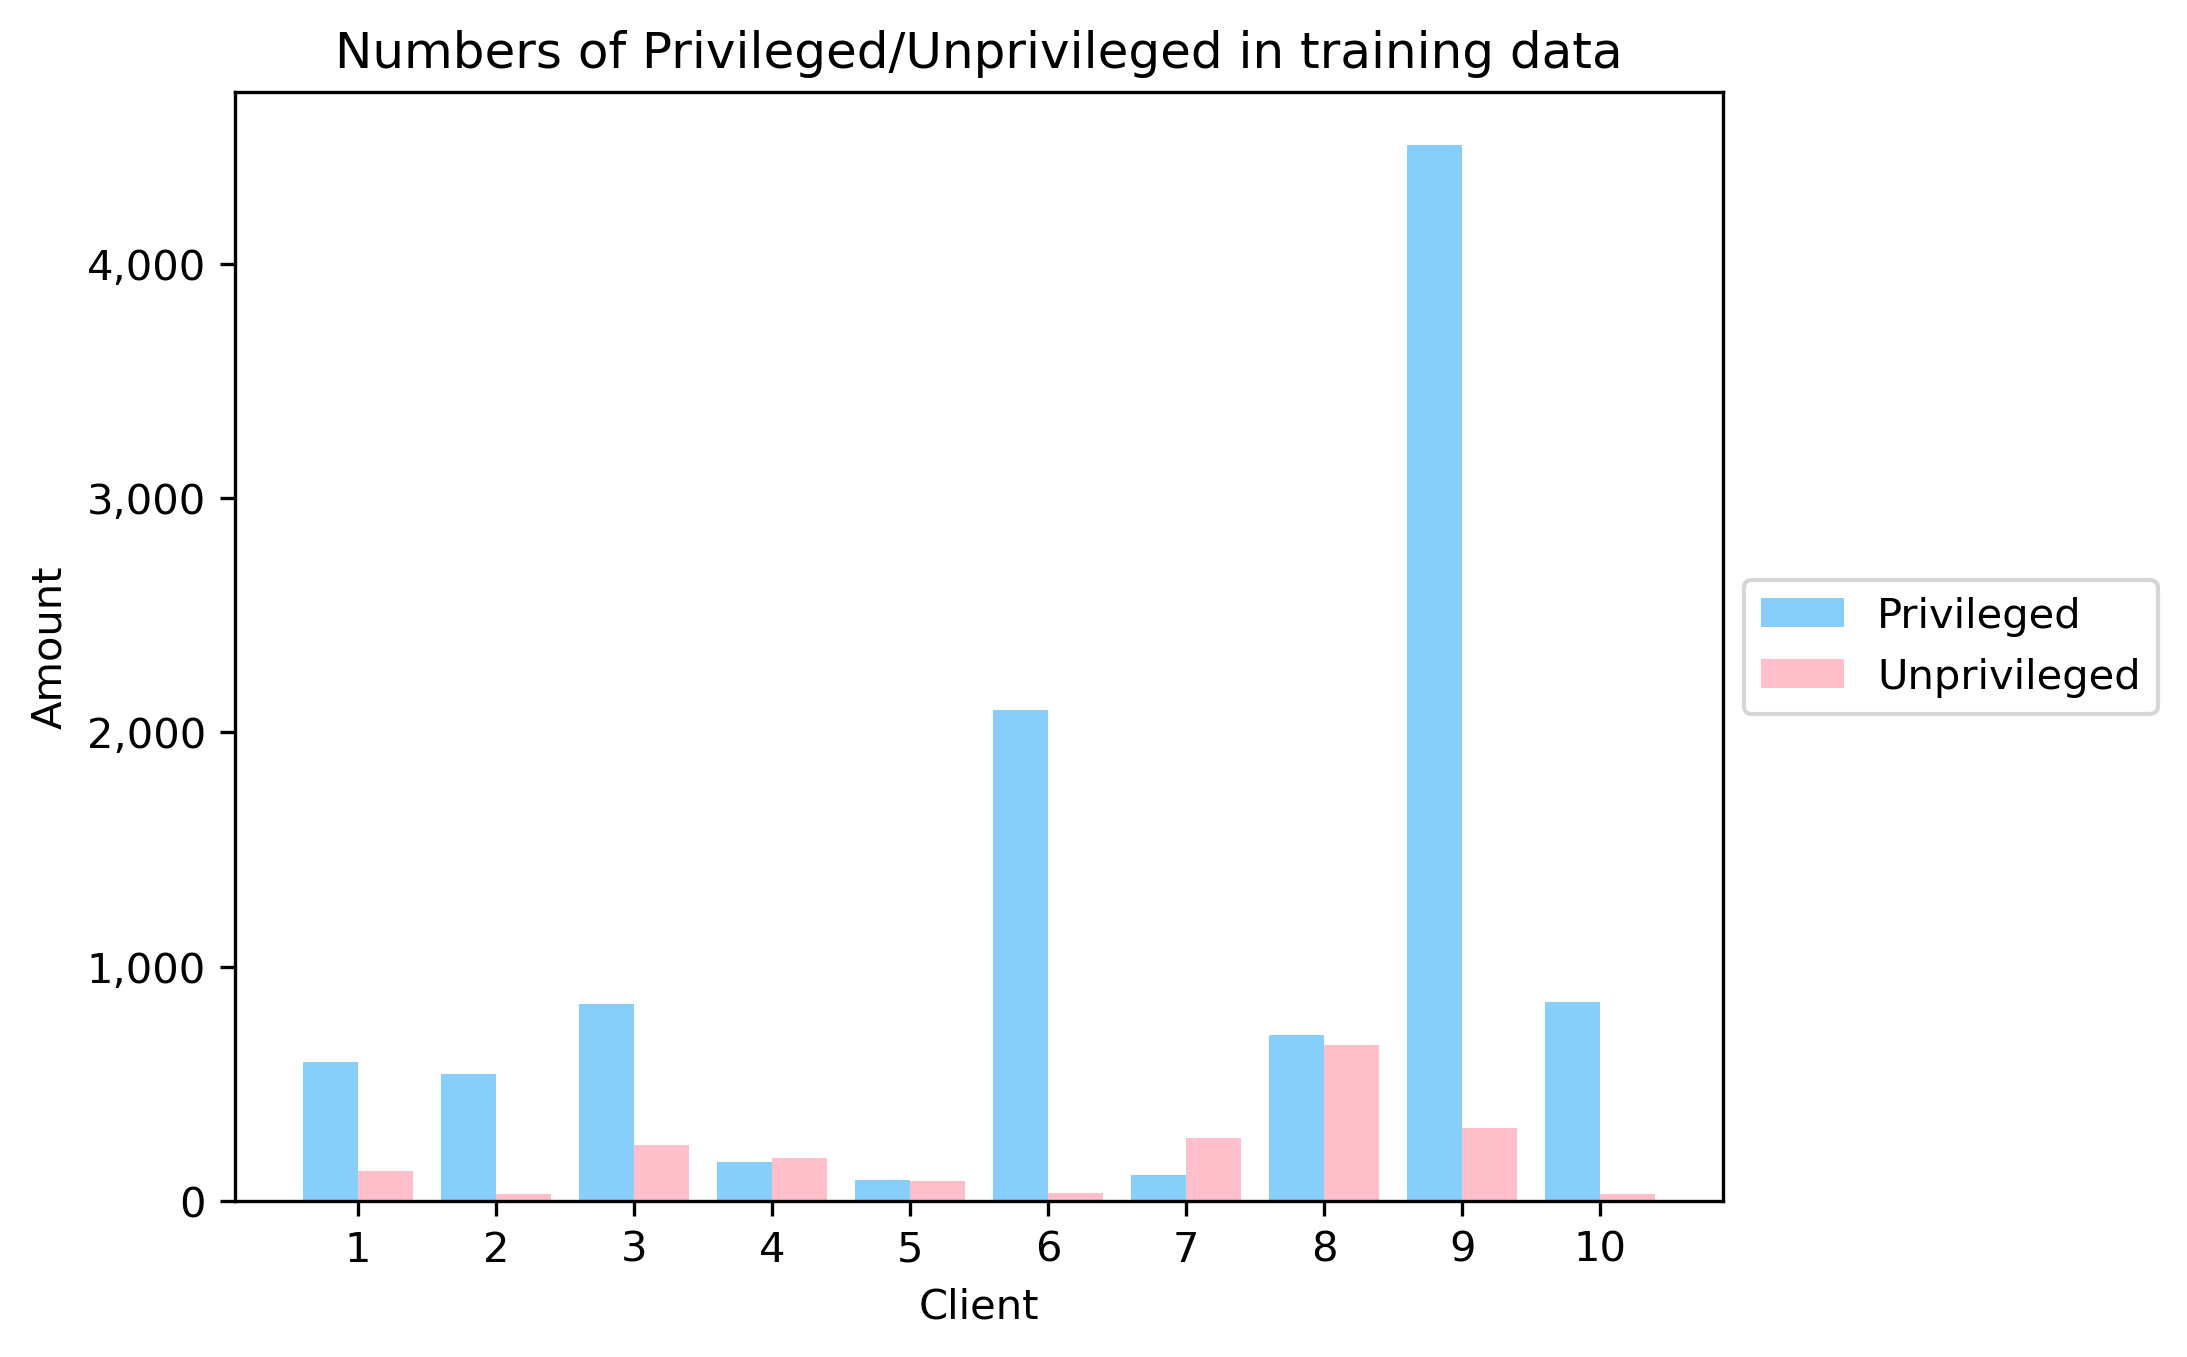 Numbers of Privileged/Unprivileged in training data
4,000
3,000
2,000
1,000
0
Amount
1 2 3 4 5 6 7 8 9 10
Client
Privileged
Unprivileged